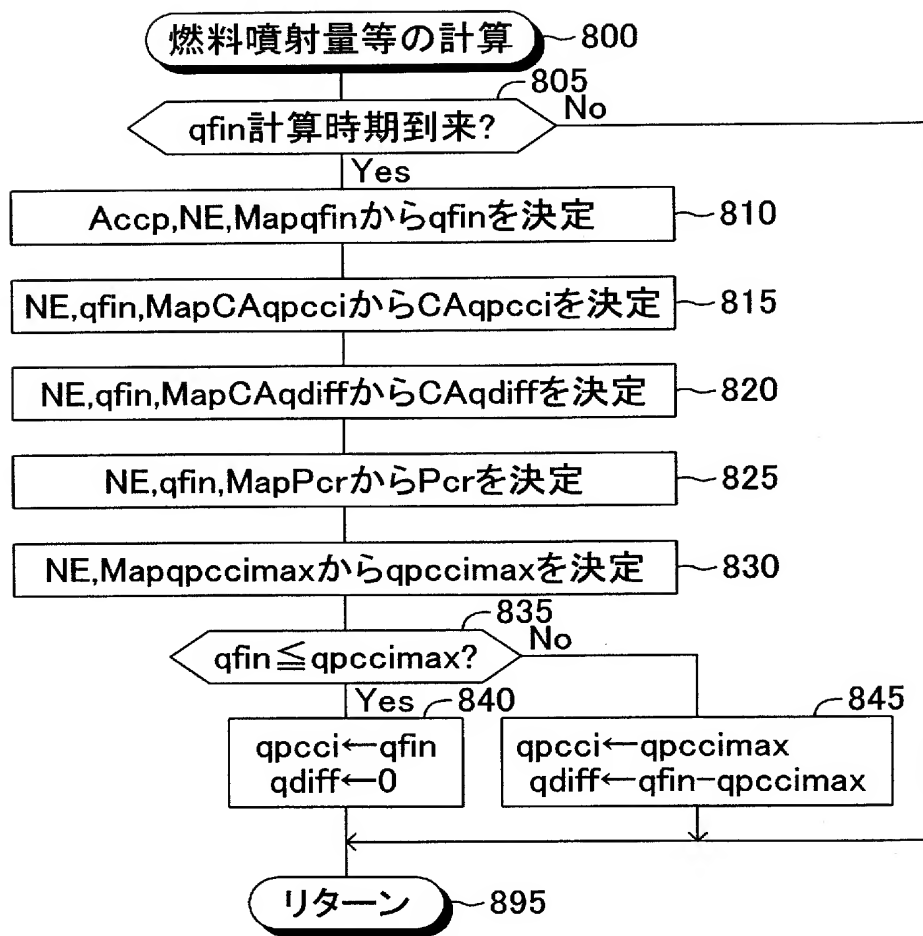 燃料噴射量等の計算
800
805
qfin計算時期到来?
No
Yes
Accp,NE,Mapqfinからqfinを決定
810
NE,qfin,MapCAqpcciからCAqpcciを決定
815
NE,qfin,MapCAqdiffからCAqdiffを決定
820
NE,qfin,MapPcrからPcrを決定
825
NE,Mapqpccimaxからqpccimaxを決定
830
835
qfin≦qpccimax?
No
Yes
840
845
qpcci←qfin
qdiff←0
qpcci←qpccimax
qdiff←qfin−qpccimax
リターン
895